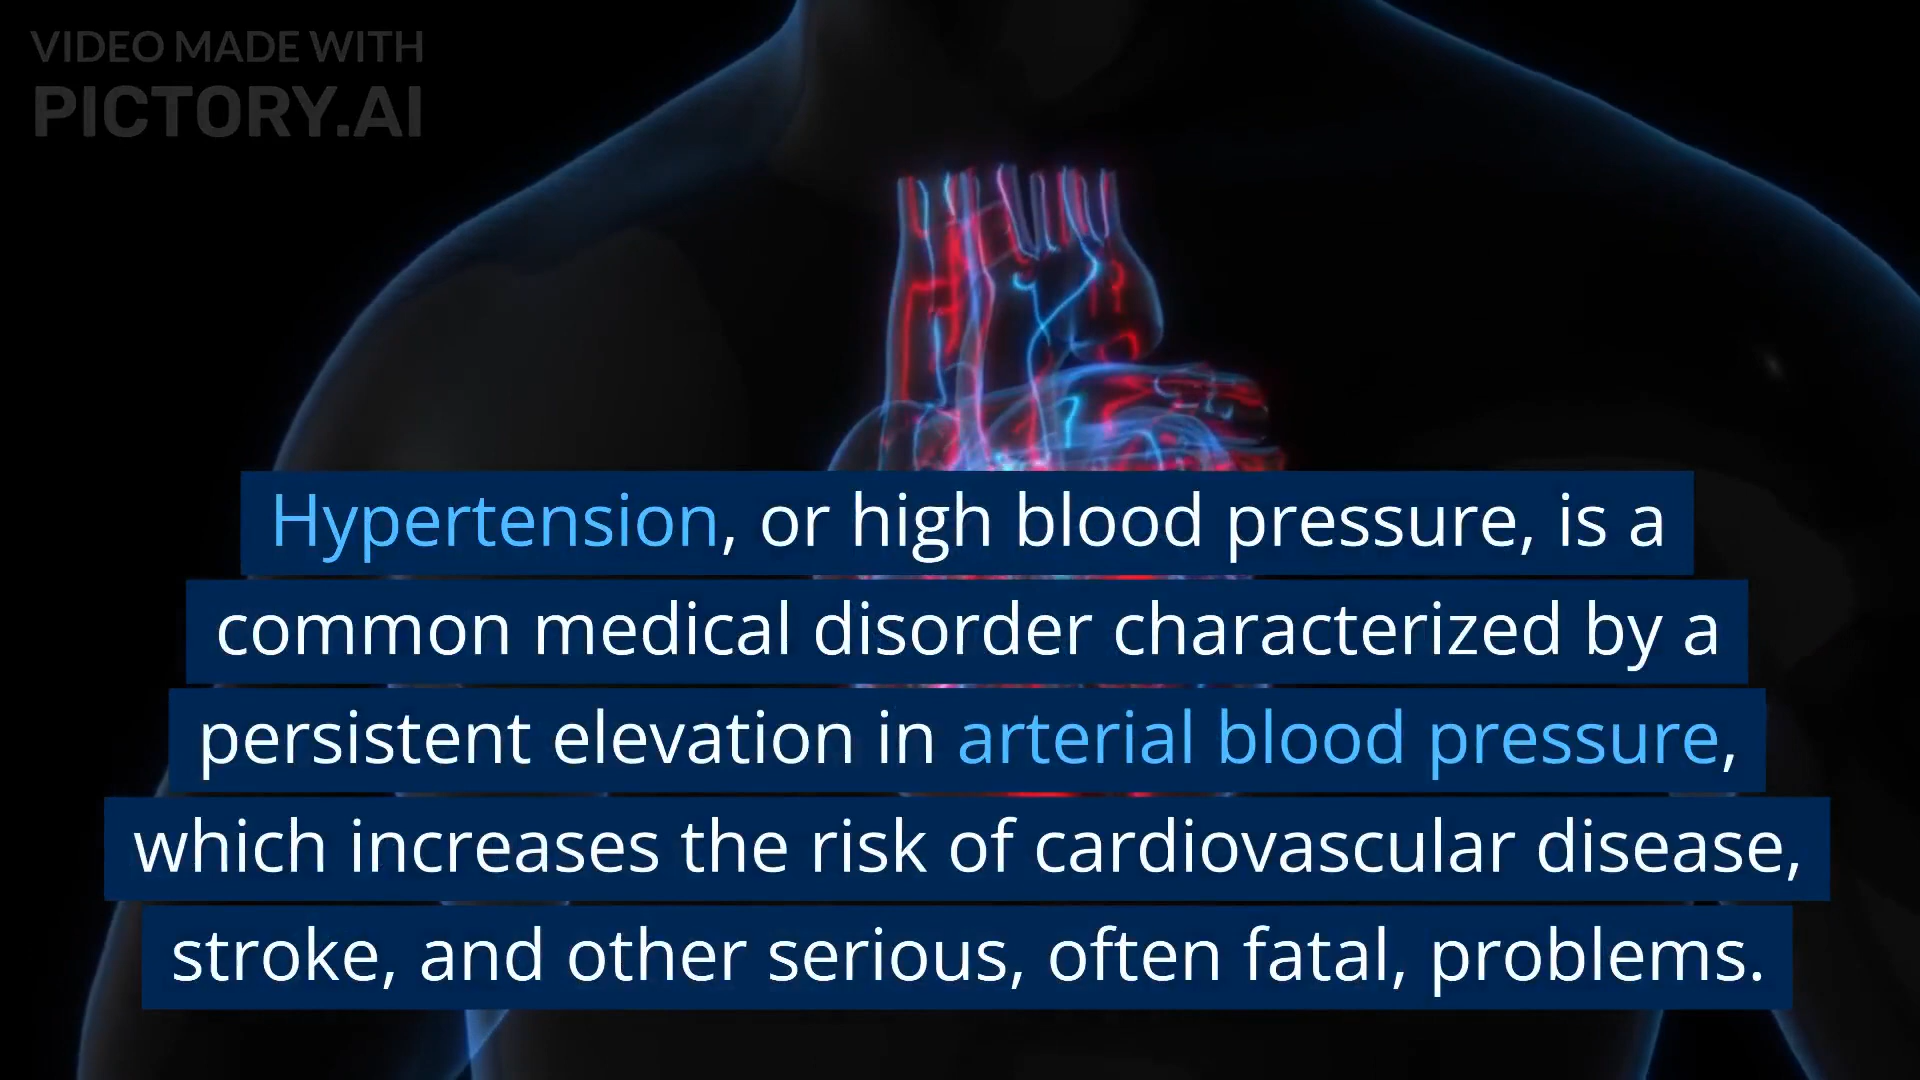 VIDEO MADE WITH
PICTORY.AI
Hypertension, or high blood pressure, is a
common medical disorder characterized by a
persistent elevation in arterial blood pressure,
which increases the risk of cardiovascular disease,
stroke, and other serious, often fatal, problems.